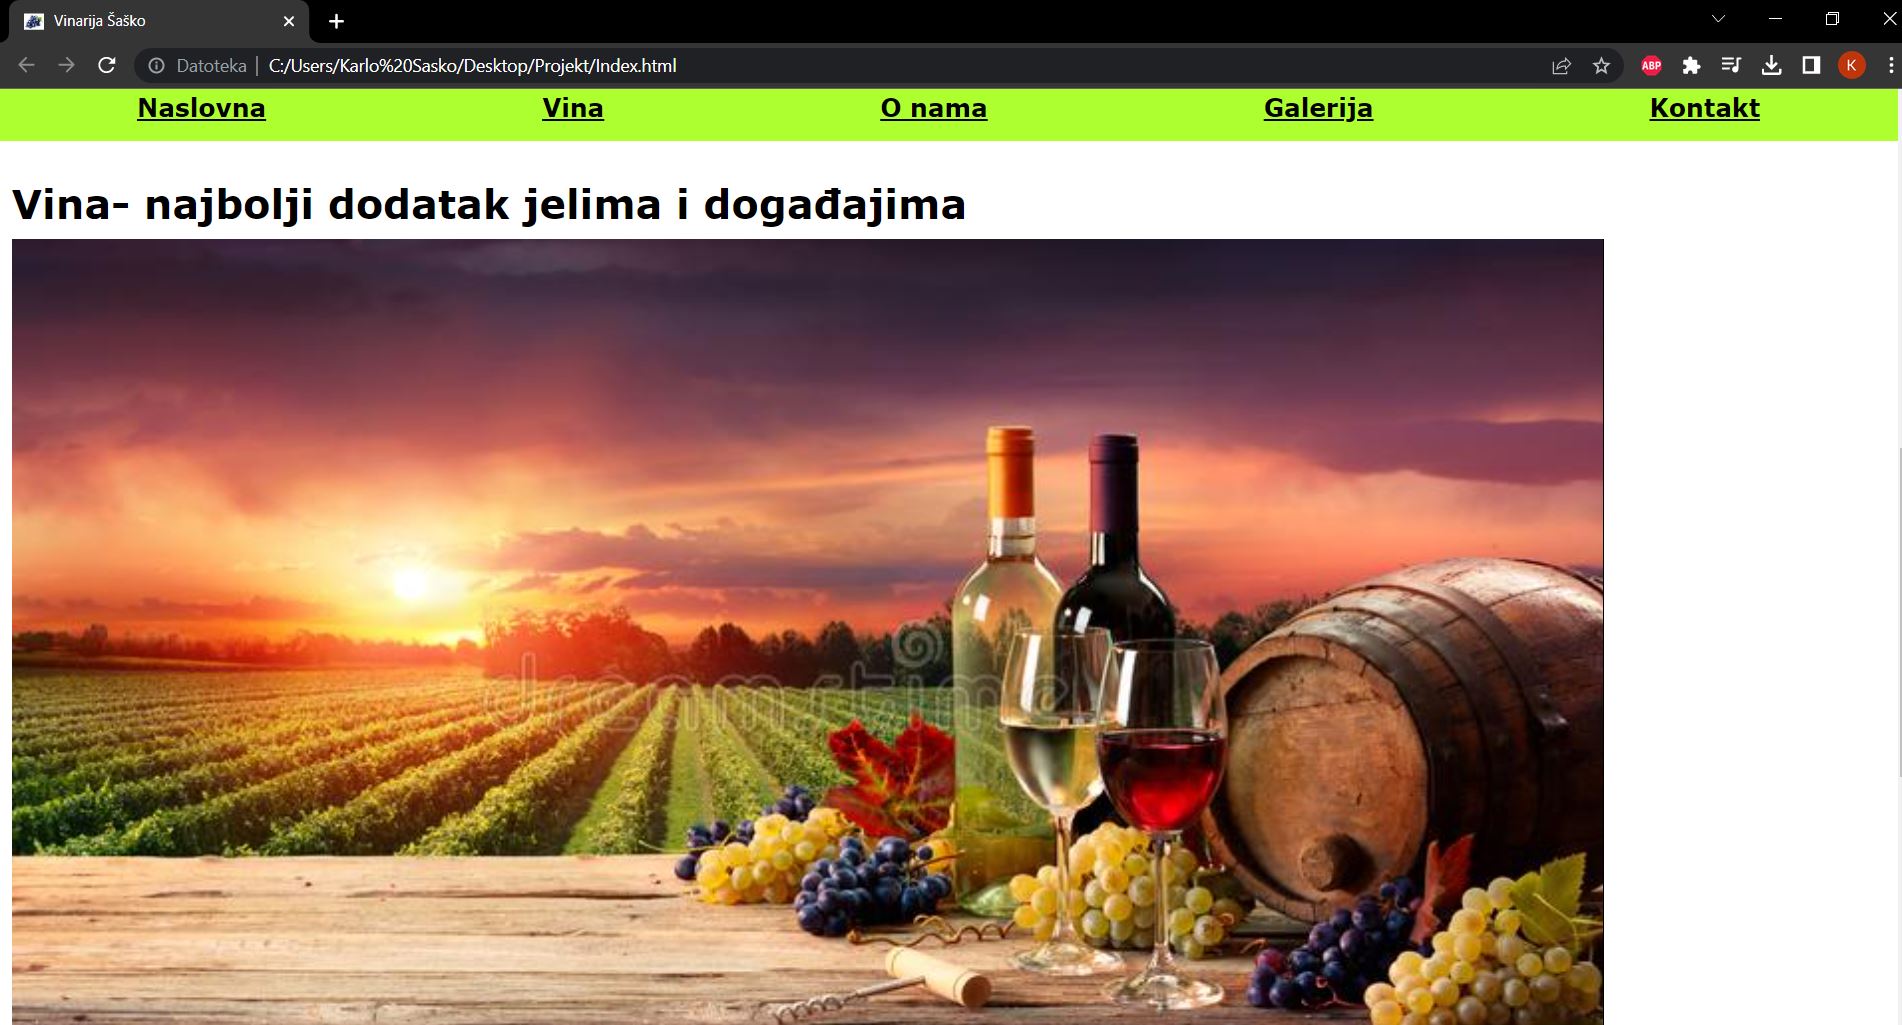 Vinarija Šaško
Datoteka | C:/Users/Karlo%20Sasko/Desktop/Projekt/Index.html
ABP
K
Naslovna Vina O nama Galerija Kontakt
Vina- najbolji dodatak jelima i događajima
dreamstime